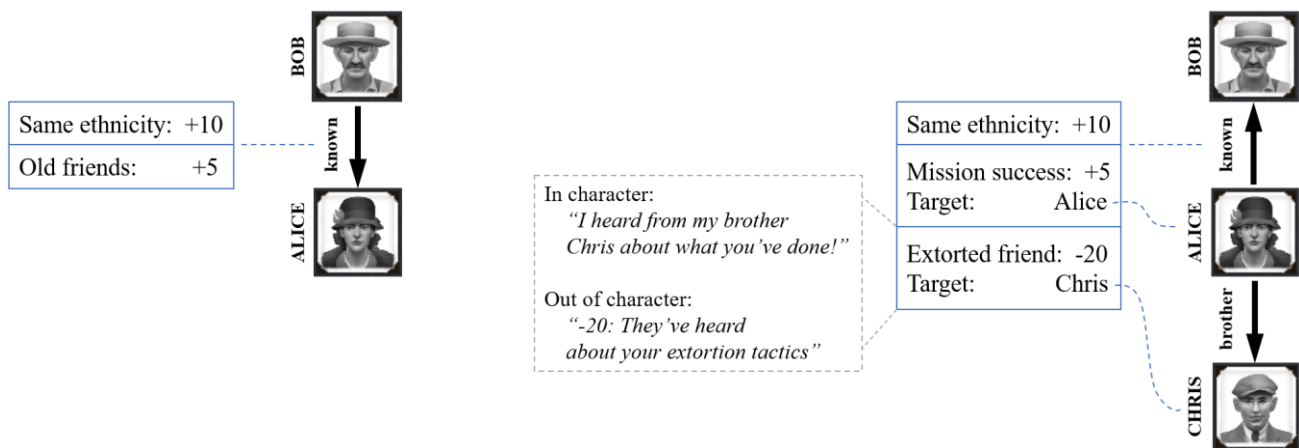 BOB
Same ethnicity: +10
Old friends: +5
known
ALICE
In character:
“I heard from my brother
Chris about what you’ve done!”
Out of character:
“-20: They’ve heard
about your extortion tactics”
Same ethnicity: +10
Mission success: +5
Target: Alice
Extorted friend: -20
Target: Chris
BOB
known
ALICE
brother
CHRIS